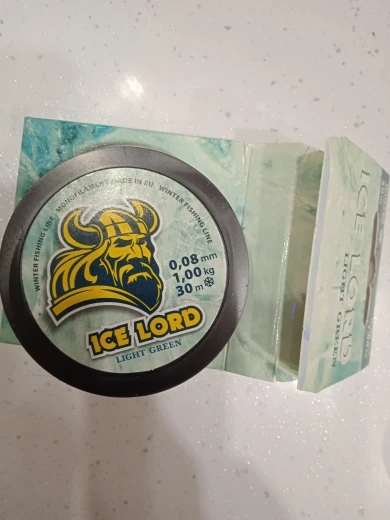 WINTER FISHING LINE MONOFILAMENT MADE IN EU WINTER FISHING LINE
0,08 mm
1,00 kg
30 m
ICE LORD
LIGHT GREEN
ICE LORD
LIGHT GREEN